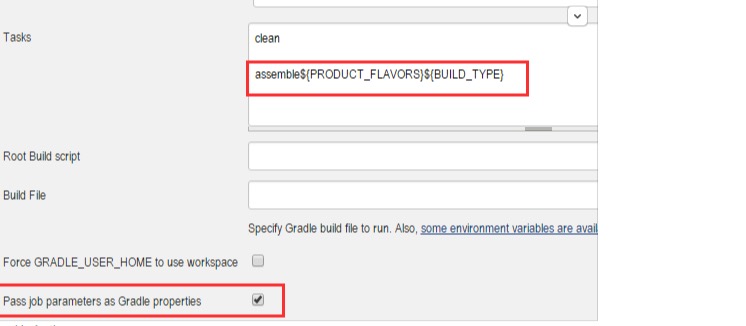 Tasks
clean
assemble${PRODUCT_FLAVORS}${BUILD_TYPE}
Root Build script
Build File
Specify Gradle build file to run. Also, some environment variables are avail
Force GRADLE_USER_HOME to use workspace
Pass job parameters as Gradle properties